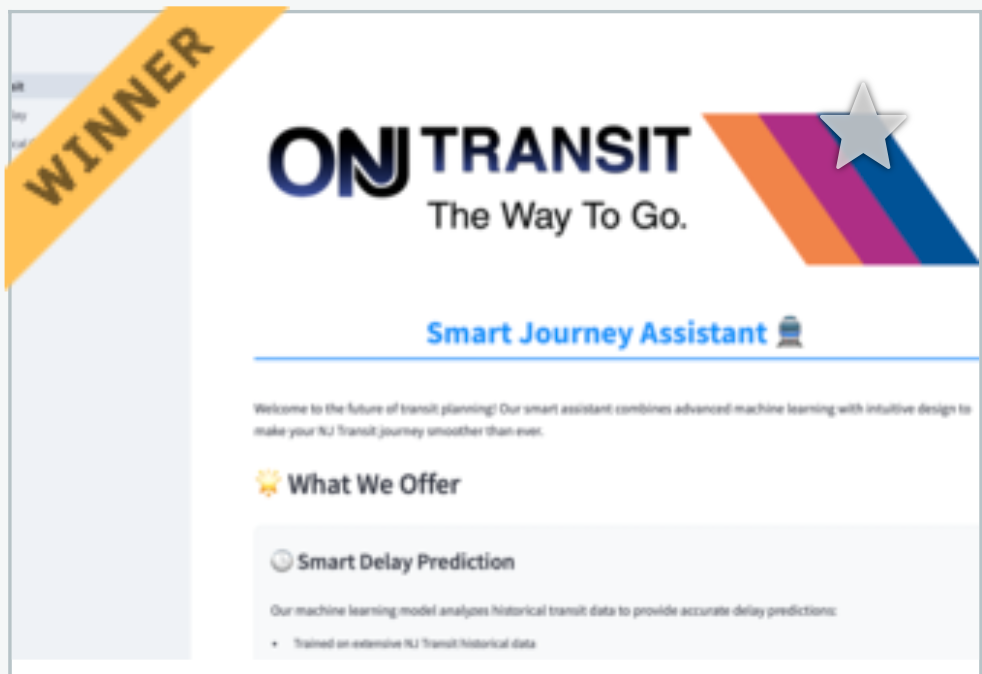 WINNER
ONJ TRANSIT
The Way To Go.
Smart Journey Assistant
Welcome to the future of transit planning! Our smart assistant combines advanced machine learning with intuitive design to
make your NJ Transit journey smoother than ever.
What We Offer
Smart Delay Prediction
Our machine learning model analyzes historical transit data to provide accurate delay predictions:
• Trained on extensive NJ Transit historical data